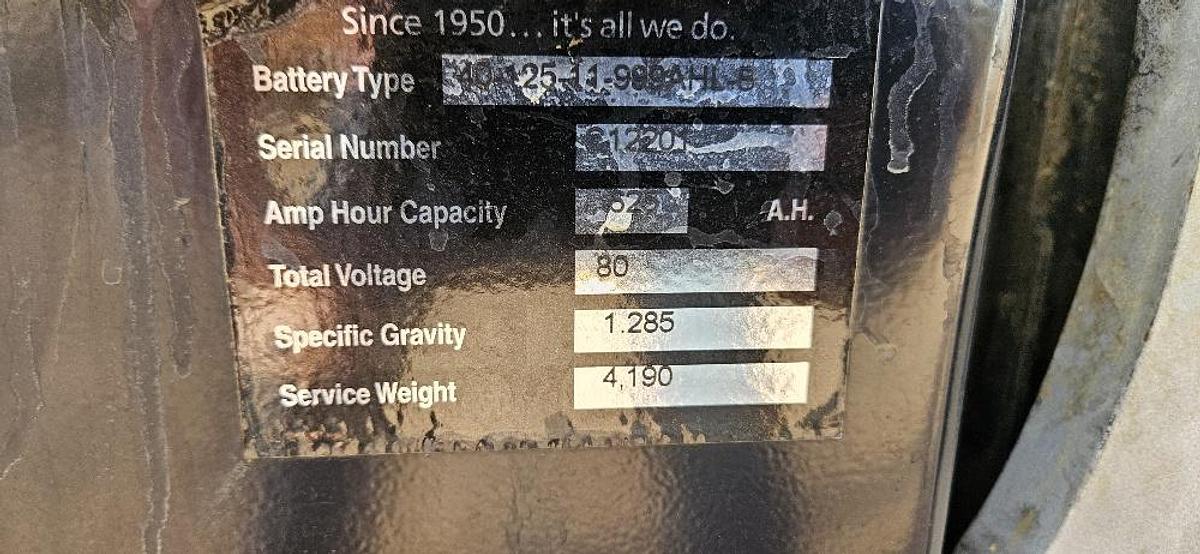 Since 1950... it's all we do.
Battery Type
Serial Number
Amp Hour Capacity A.H.
Total Voltage 80
Specific Gravity 1.285
Service Weight 4,190